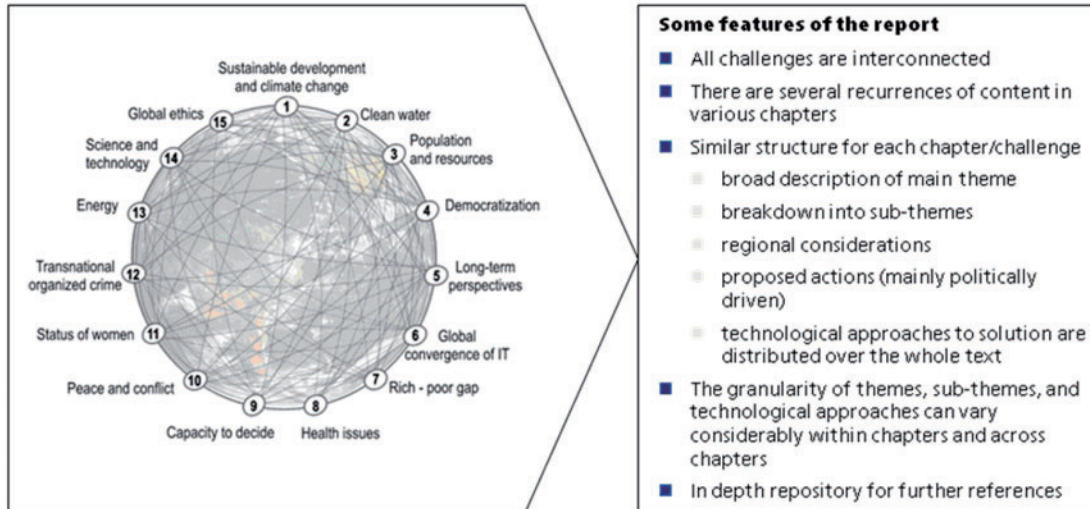 Sustainable development
and climate change
1
2
Clean water
3
Population
and resources
4
Democratization
5
Long-term
perspectives
6
Global
convergence of IT
7
Rich - poor gap
8
Health issues
9
Capacity to decide
10
Peace and conflict
11
Status of women
12
Transnational
organized crime
13
Energy
14
Science and
technology
15
Global ethics
Some features of the report
All challenges are interconnected
There are several recurrences of content in
various chapters
Similar structure for each chapter/challenge
broad description of main theme
breakdown into sub-themes
regional considerations
proposed actions (mainly politically
driven)
technological approaches to solution are
distributed over the whole text
The granularity of themes, sub-themes, and
technological approaches can vary
considerably within chapters and across
chapters
In depth repository for further references